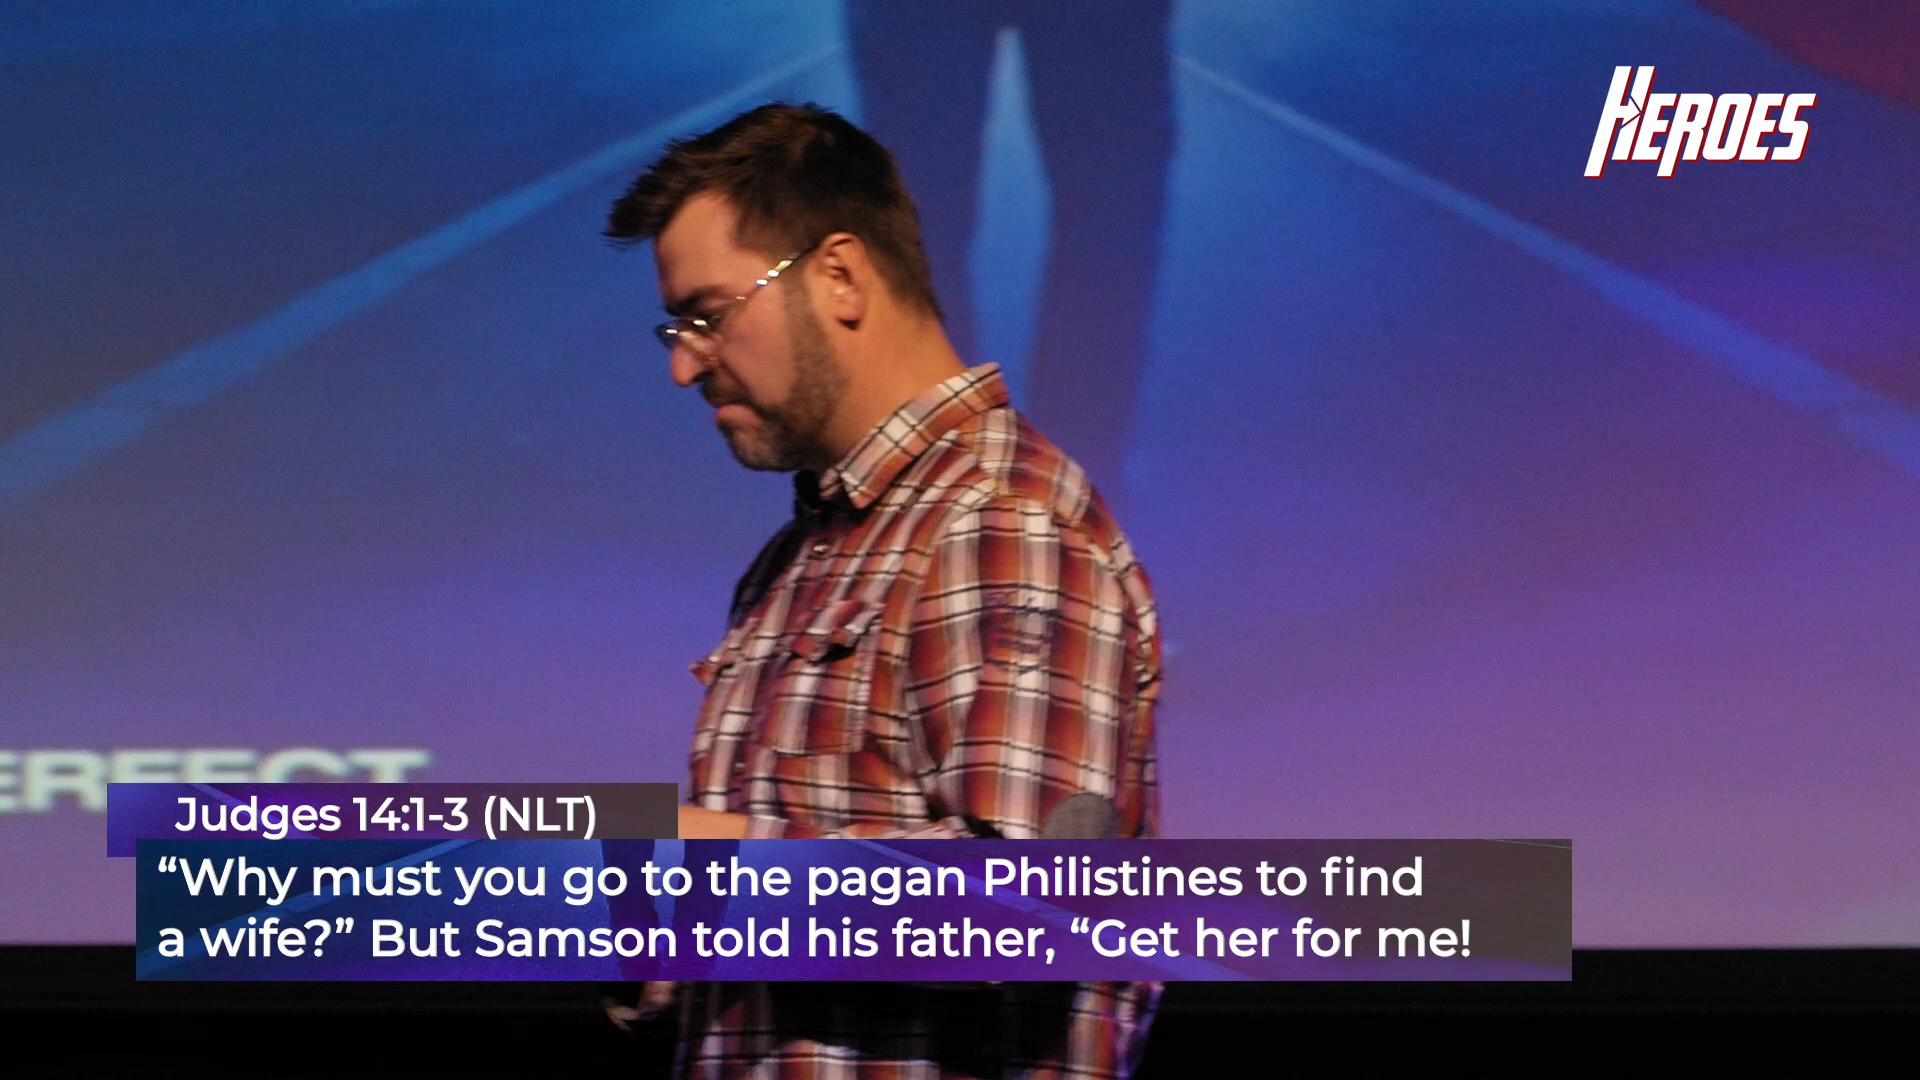 HEROES
ERFECT
Judges 14:1-3 (NLT)
“Why must you go to the pagan Philistines to find
a wife?” But Samson told his father, “Get her for me!